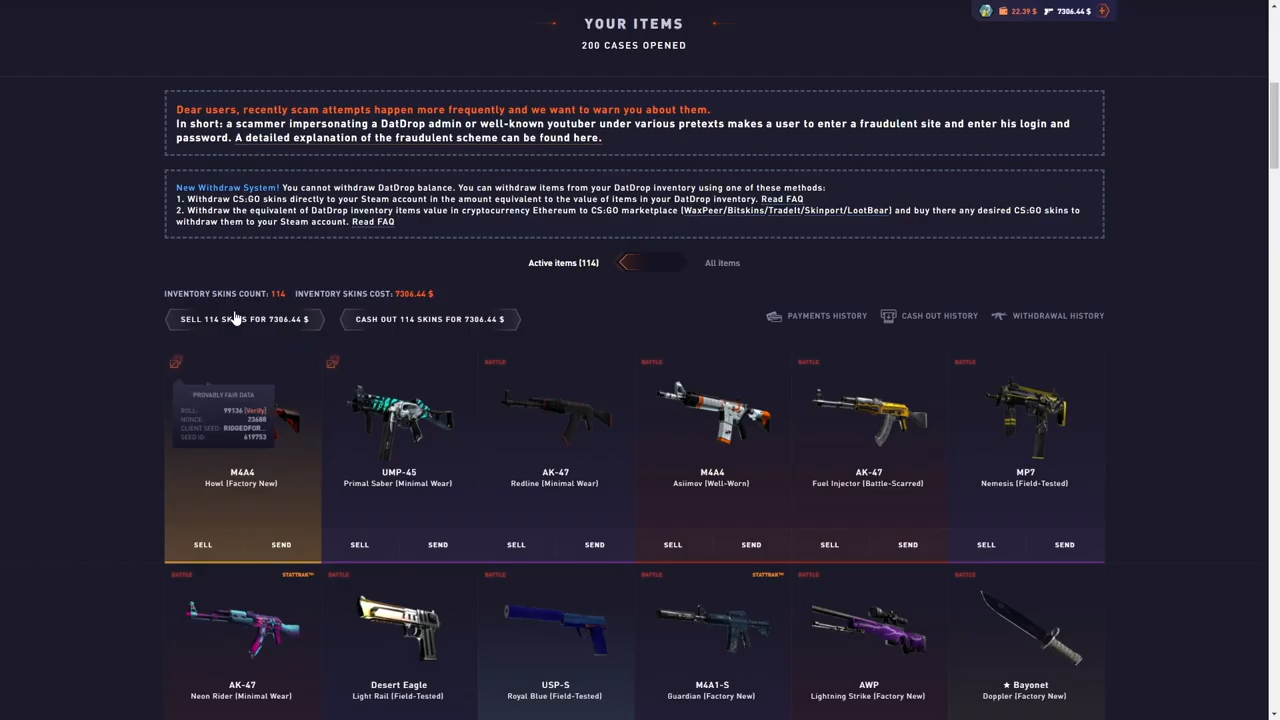 YOUR ITEMS
22.39 $ 7306.44 $
200 CASES OPENED
Dear users, recently scam attempts happen more frequently and we want to warn you about them.
In short: a scammer impersonating a DatDrop admin or well-known youtuber under various pretexts makes a user to enter a fraudulent site and enter his login and
password. A detailed explanation of the fraudulent scheme can be found here.
New Withdraw System! You cannot withdraw DatDrop balance. You can withdraw items from your DatDrop inventory using one of these methods:
1. Withdraw CS:GO skins directly to your Steam account in the amount equivalent to the value of items in your DatDrop inventory. Read FAQ
2. Withdraw the equivalent of DatDrop inventory items value in cryptocurrency Ethereum to CS:GO marketplace (WaxPeer/Bitskins/TradeIt/Skinport/LootBear) and buy there any desired CS:GO skins to
withdraw them to your Steam account. Read FAQ
Active items (114) All items
INVENTORY SKINS COUNT: 114 INVENTORY SKINS COST: 7306.44 $
SELL 114 SKINS FOR 7306.44 $ CASH OUT 114 SKINS FOR 7306.44 $ PAYMENTS HISTORY CASH OUT HISTORY WITHDRAWAL HISTORY
BATTLE BATTLE BATTLE BATTLE
PROVABLY FAIR DATA
ROLL: 99136 (Verify)
NONCE: 23688
CLIENT SEED: RIGGEDFOR...
SEED ID: 619753
M4A4 UMP-45 AK-47 M4A4 AK-47 MP7
Howl (Factory New) Primal Saber (Minimal Wear) Redline (Minimal Wear) Asiimov (Well-Worn) Fuel Injector (Battle-Scarred) Nemesis (Field-Tested)
SELL SEND SELL SEND SELL SEND SELL SEND SELL SEND SELL SEND
BATTLE STATTRAK™ BATTLE BATTLE BATTLE STATTRAK™ BATTLE BATTLE
AK-47 Desert Eagle USP-S M4A1-S AWP ★ Bayonet
Neon Rider (Minimal Wear) Light Rail (Field-Tested) Royal Blue (Field-Tested) Guardian (Factory New) Lightning Strike (Factory New) Doppler (Factory New)